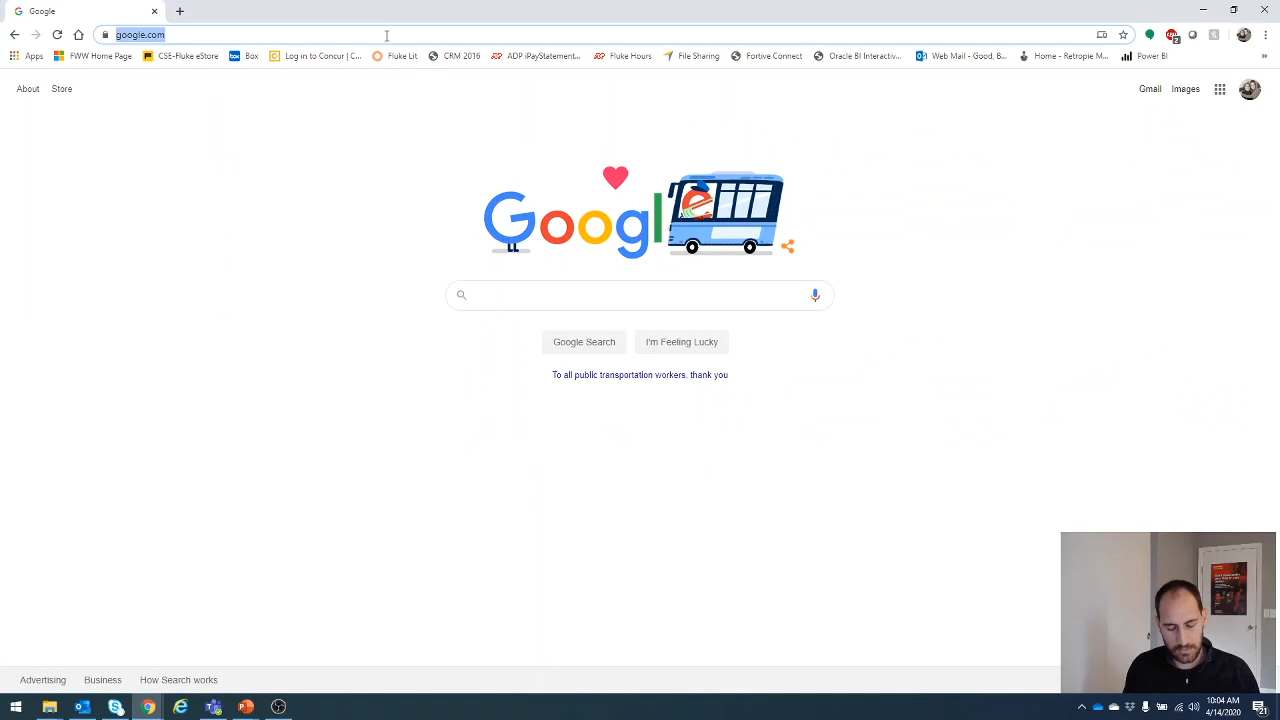 Google
google.com
Apps FWW Home Page CSE-Fluke eStore Box Log in to Concur | C... Fluke Lit CRM 2016 ADP iPayStatement... Fluke Hours File Sharing Fortive Connect Oracle BI Interactiv... Web Mail - Good, B... Home - Retropie M... Power BI »
About Store Gmail Images
Google
Google Search I'm Feeling Lucky
To all public transportation workers, thank you
Advertising Business How Search works
10:04 AM
4/14/2020